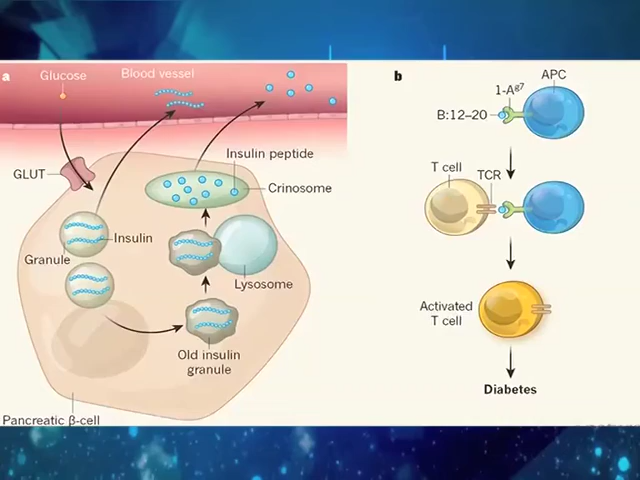 a
Glucose
Blood vessel
GLUT
Insulin peptide
Crinosome
Insulin
Granule
Lysosome
Old insulin
granule
Pancreatic β-cell
b
APC
1-Ag7
B:12–20
T cell
TCR
Activated
T cell
Diabetes